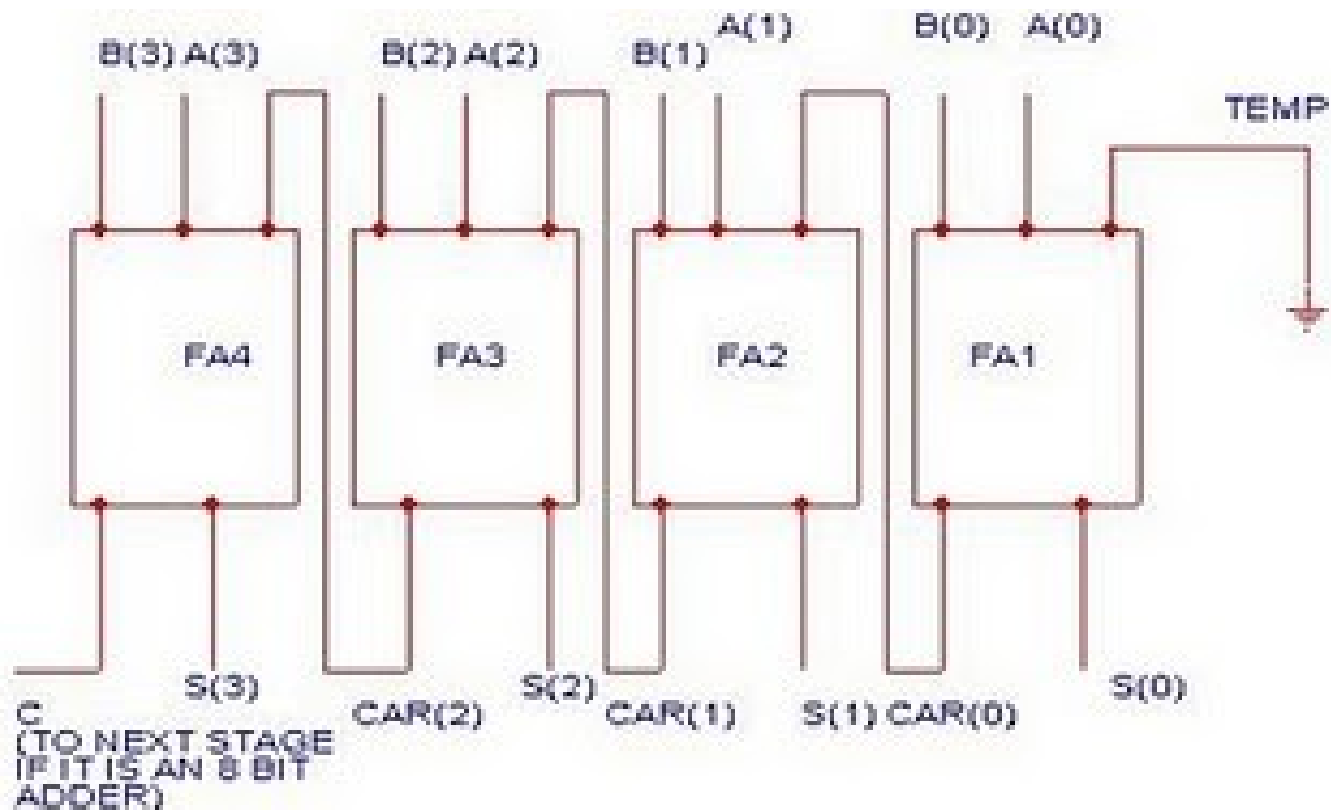 B(3) A(3)
B(2) A(2)
B(1)
A(1)
B(0)
A(0)
TEMP
FA4
FA3
FA2
FA1
S(3)
CAR(2)
S(2)
CAR(1)
S(1)
CAR(0)
S(0)
C
(TO NEXT STAGE
IF IT IS AN 8 BIT
ADDER)